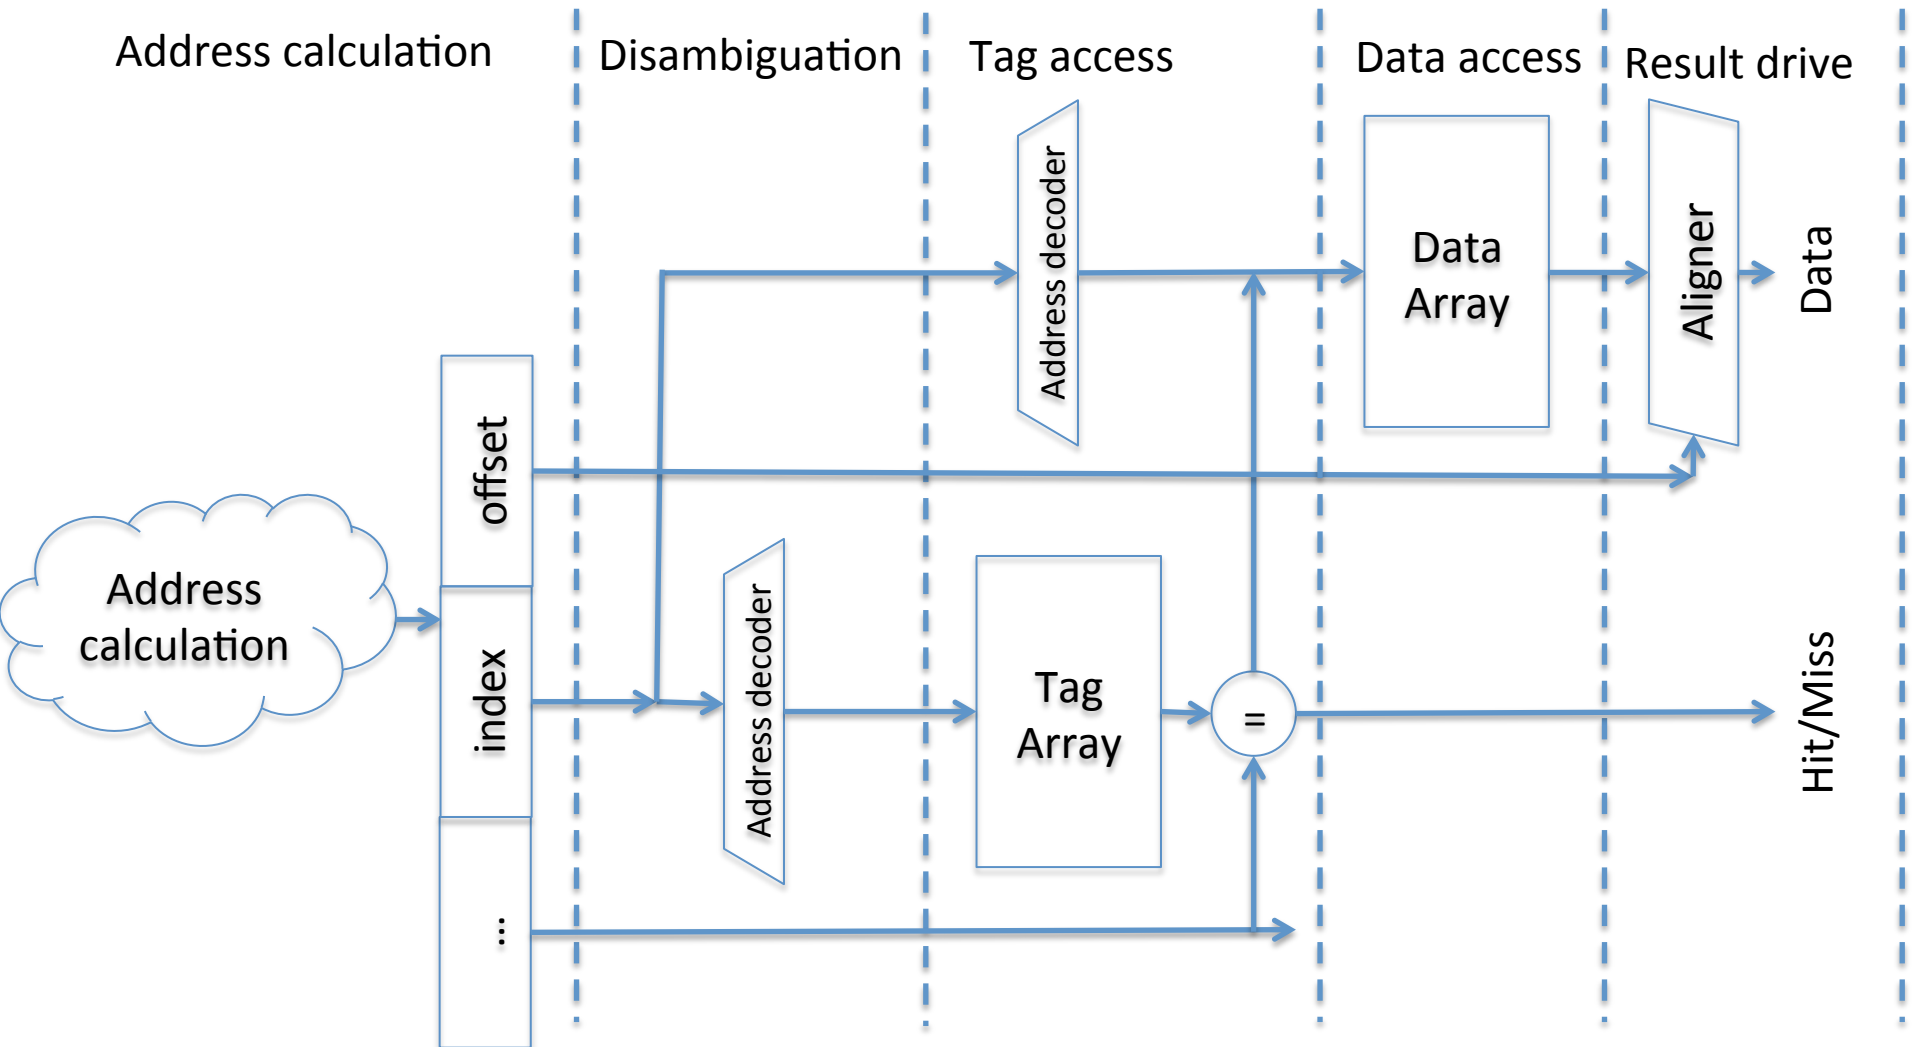 Address calculation
Disambiguation
Tag access
Data access
Result drive
Address decoder
Data
Array
Aligner
Data
offset
Address
calculation
index
Address decoder
Tag
Array
=
Hit/Miss
...